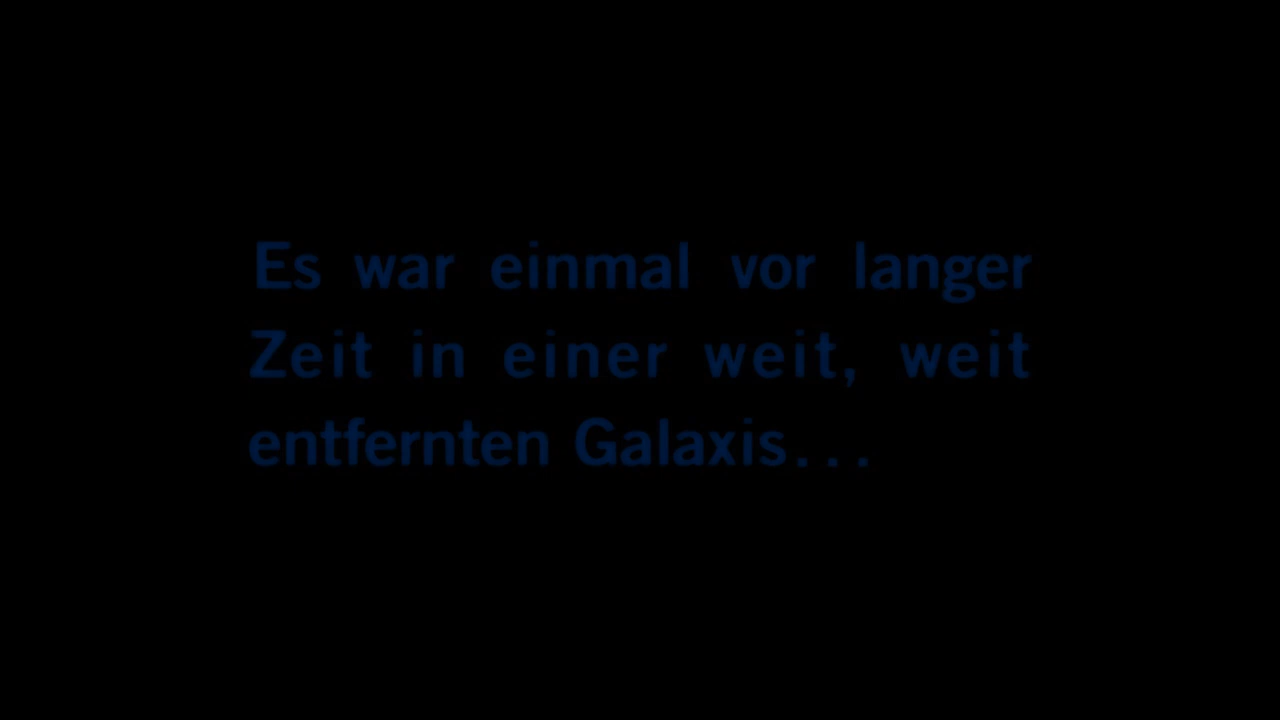 Es war einmal vor langer
Zeit in einer weit, weit
entfernten Galaxis...